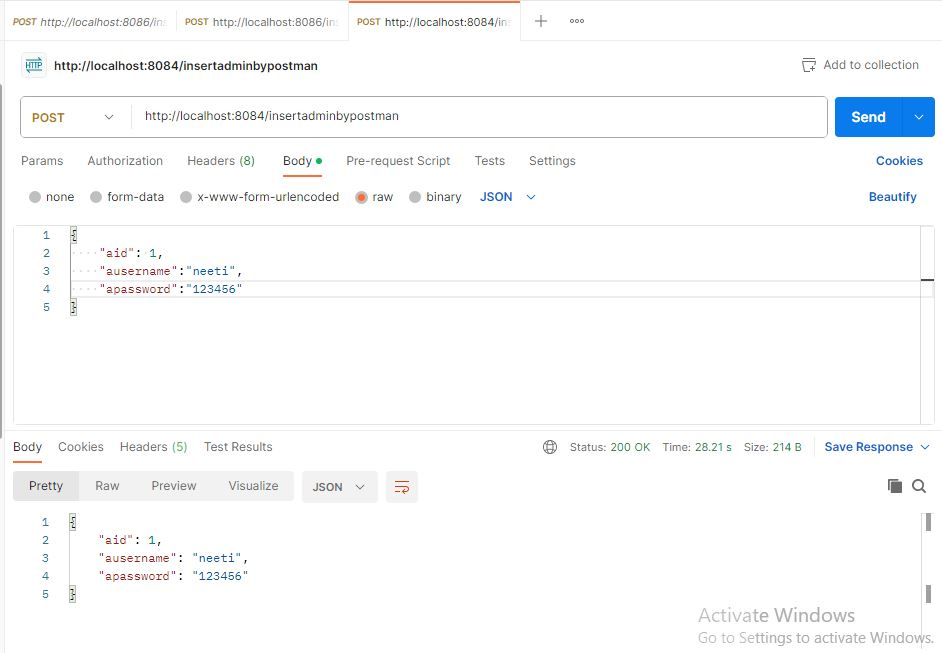 POST http://localhost:8086/in
POST http://localhost:8086/in
POST http://localhost:8084/in
HTTP http://localhost:8084/insertadminbypostman
Add to collection
POST
http://localhost:8084/insertadminbypostman
Send
Params Authorization Headers (8) Body Pre-request Script Tests Settings Cookies
none form-data x-www-form-urlencoded raw binary JSON Beautify
1 {
2 "aid": 1,
3 "ausername":"neeti",
4 "apassword":"123456"
5 }
Body Cookies Headers (5) Test Results Status: 200 OK Time: 28.21 s Size: 214 B Save Response
Pretty Raw Preview Visualize JSON
1 {
2 "aid": 1,
3 "ausername": "neeti",
4 "apassword": "123456"
5 }
Activate Windows
Go to Settings to activate Windows.